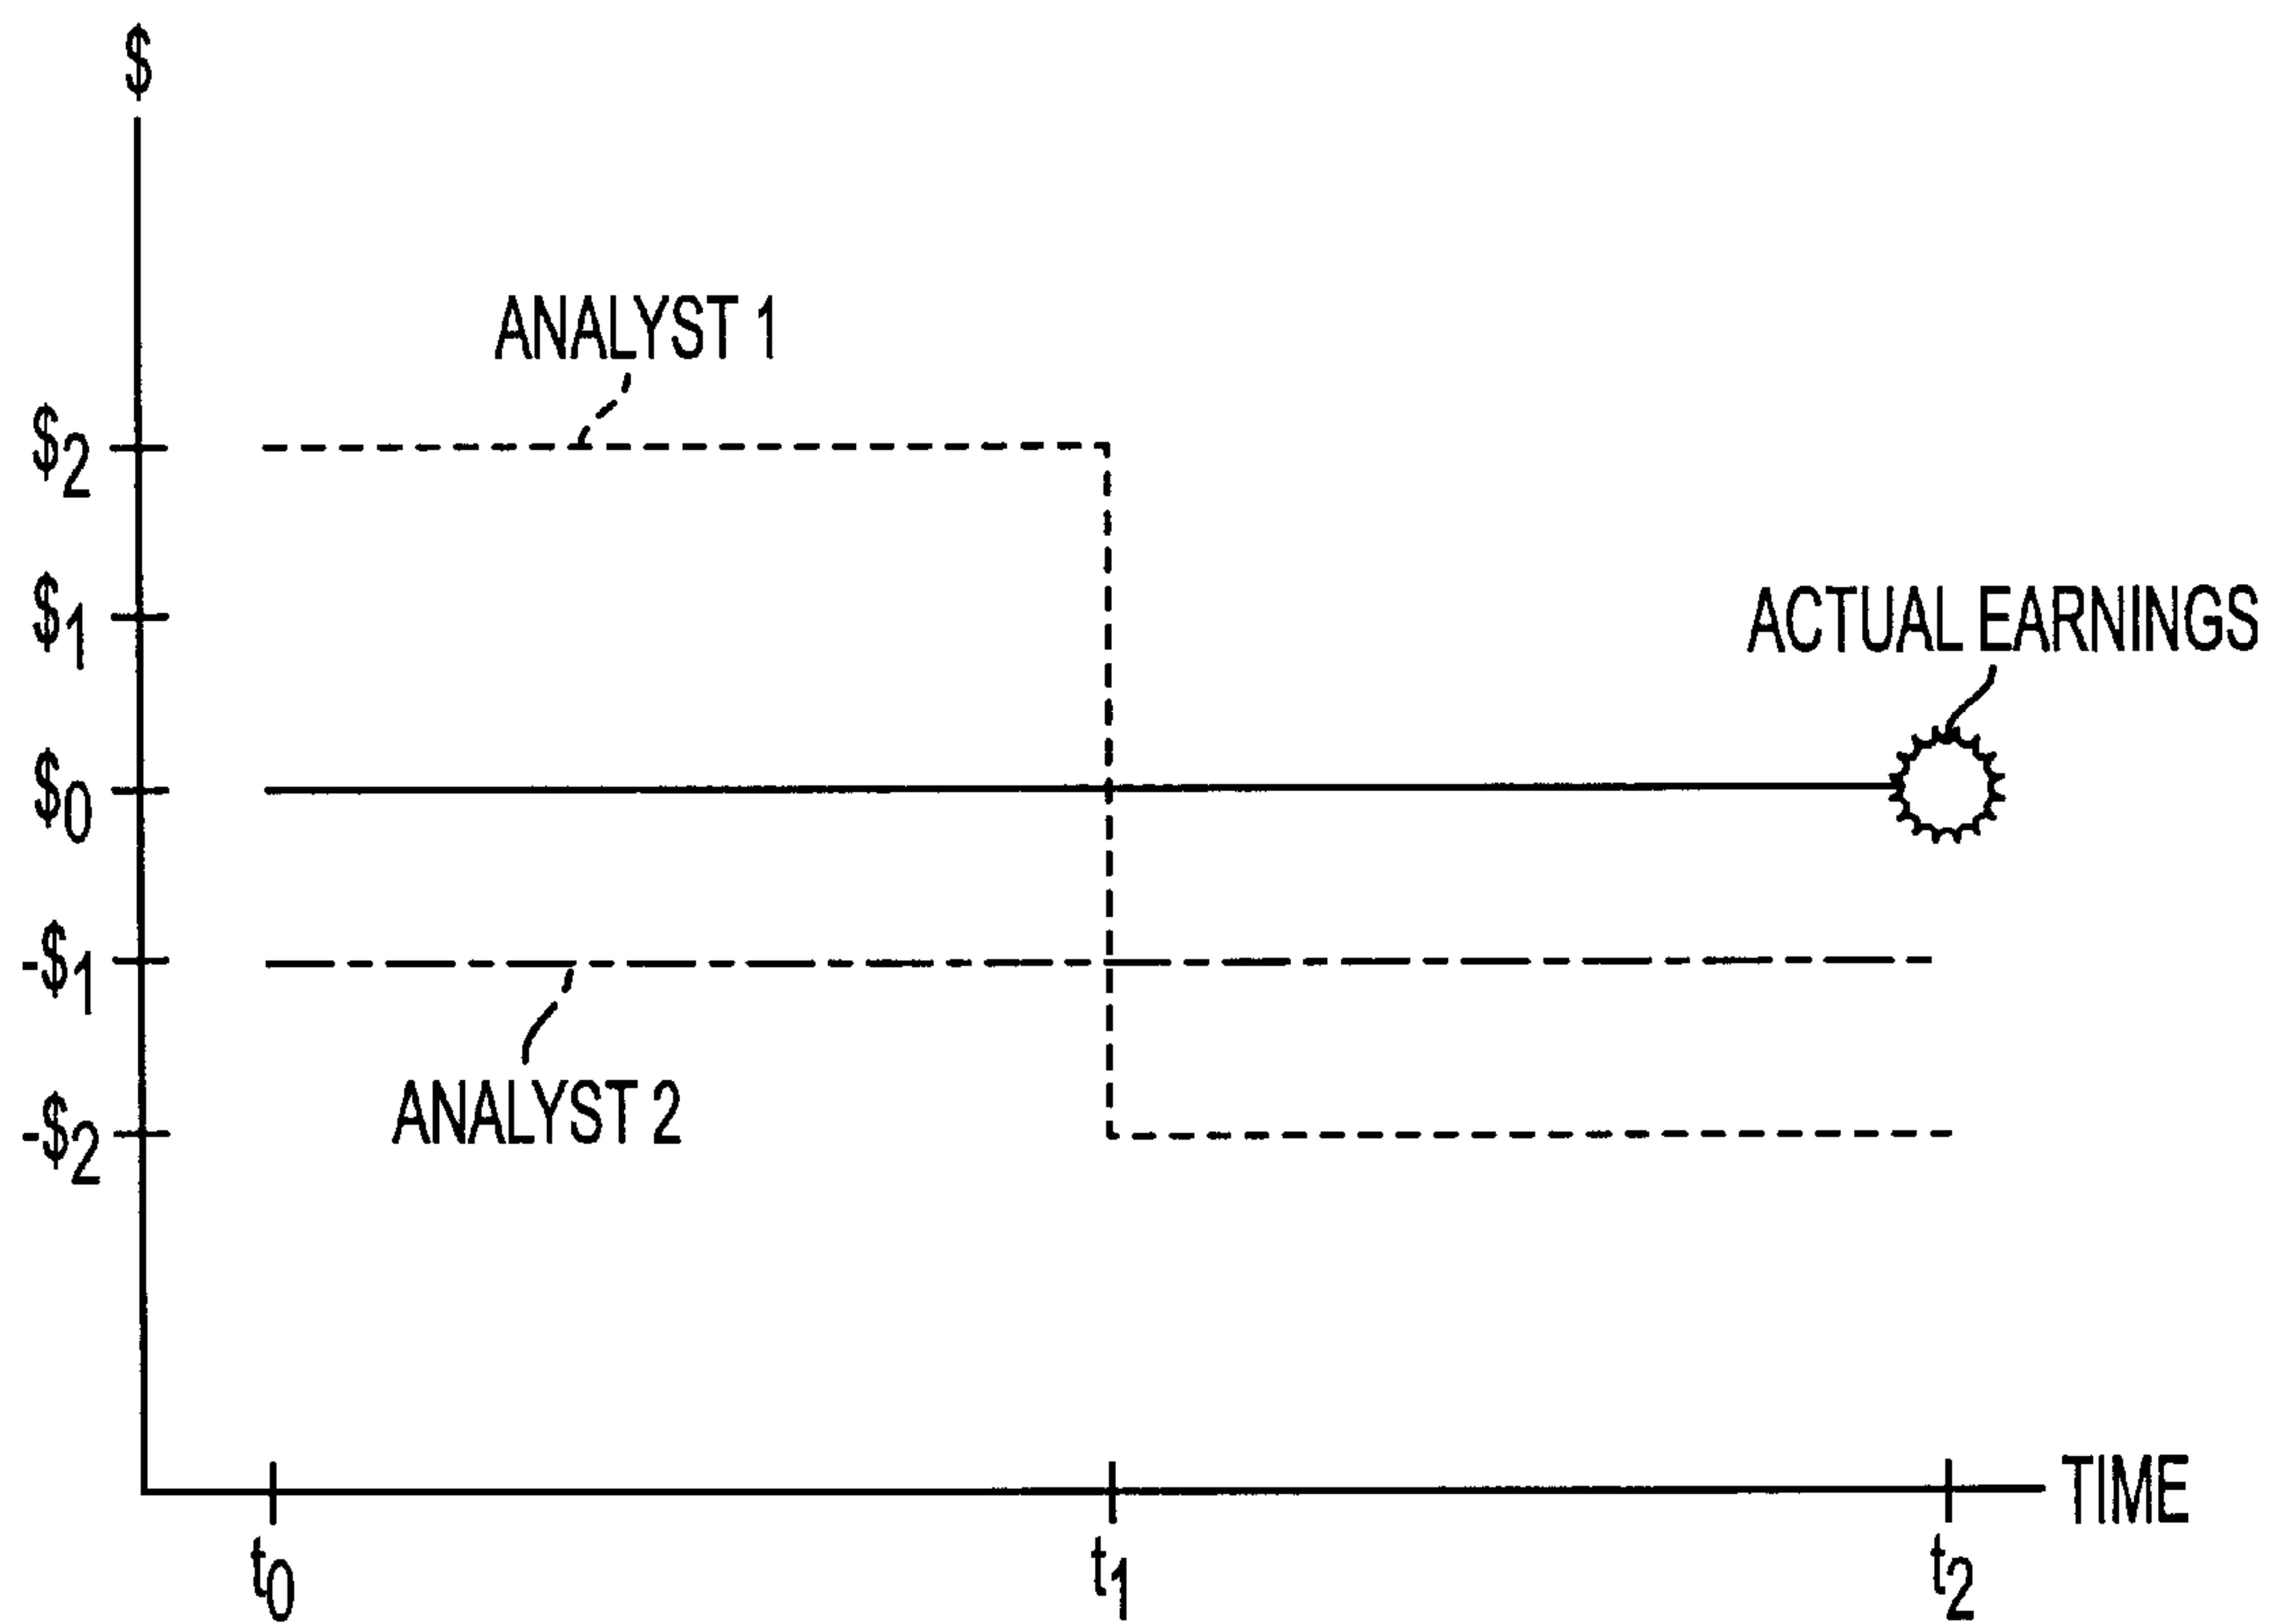 $
ANALYST 1
$2
$1
ACTUAL EARNINGS
$0
-$1
ANALYST 2
-$2
TIME
t0 t1 t2